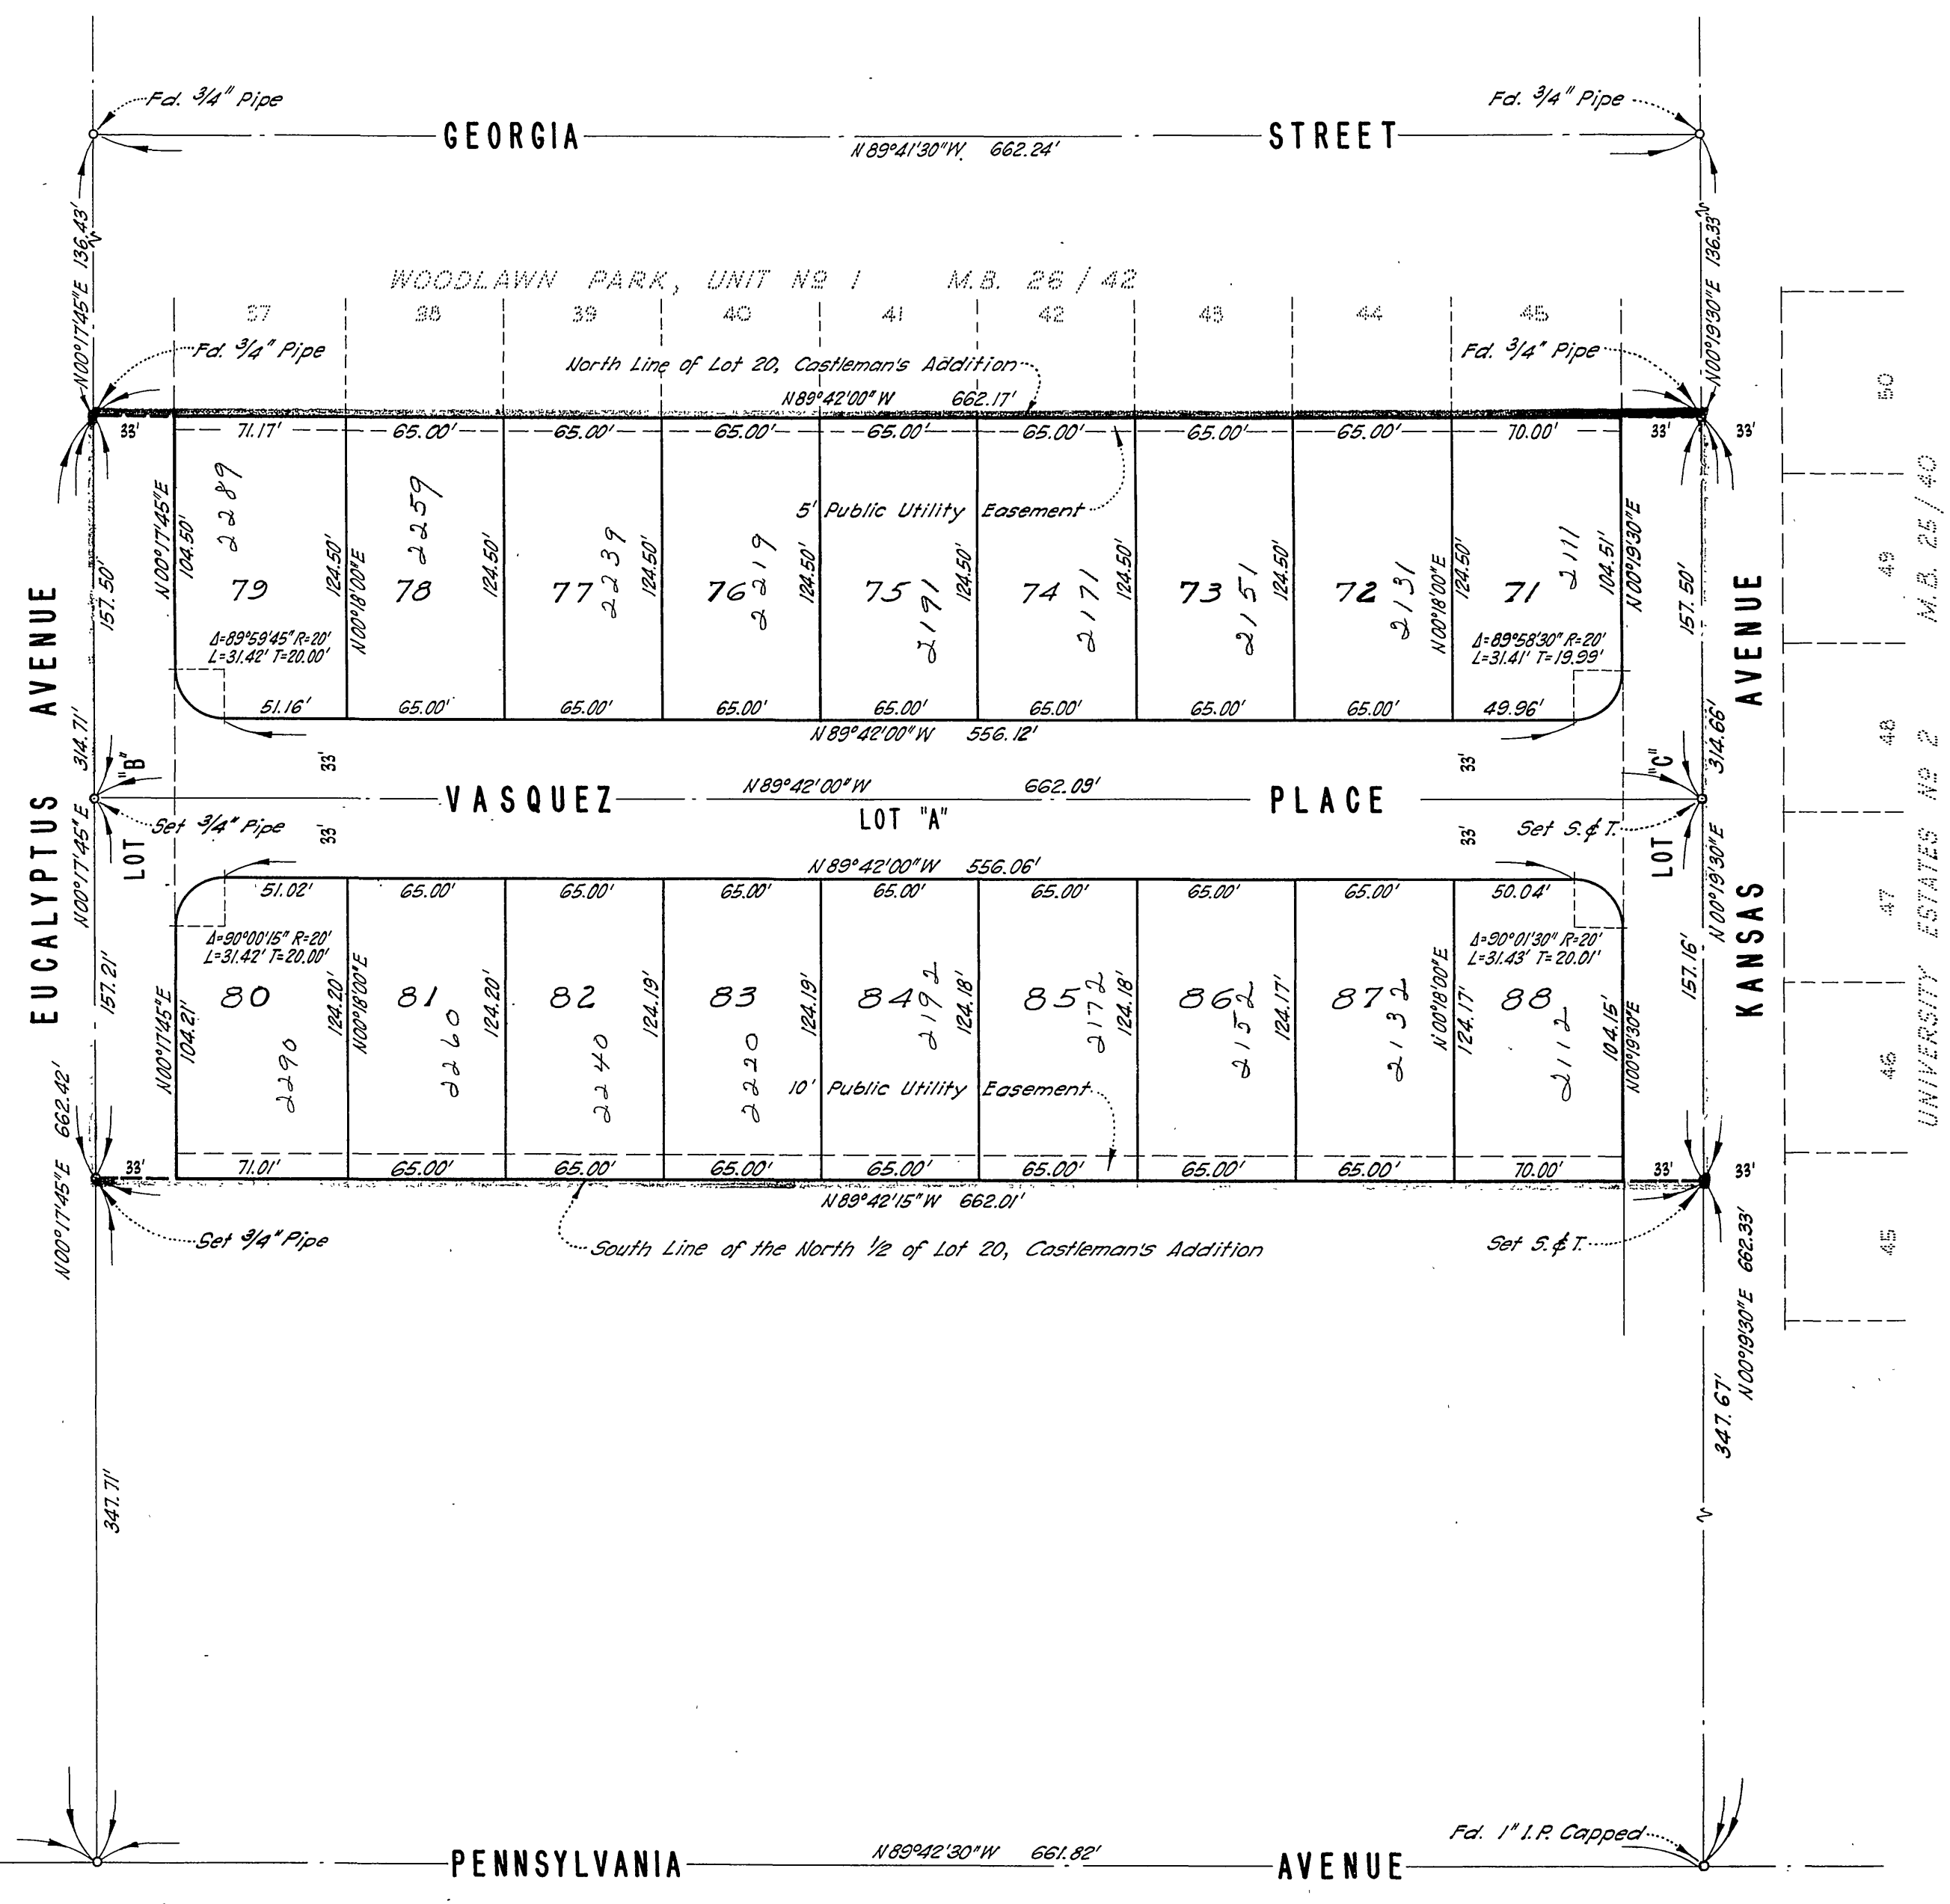 Fd. 3/4" Pipe
Fd. 3/4" Pipe
GEORGIA STREET
N 89°41'30" W. 662.24'
N00°17'45"E 136.43'
N00°19'30"E 136.33'
WOODLAWN PARK, UNIT Nº 1 M.B. 26 / 42
37 38 39 40 41 42 43 44 45
Fd. 3/4" Pipe
North Line of Lot 20, Castleman's Addition
Fd. 3/4" Pipe
N 89°42'00" W 662.17'
33' 71.17' 65.00' 65.00' 65.00' 65.00' 65.00' 65.00' 65.00' 70.00' 33' 33'
5' Public Utility Easement
N00°17'45"E 104.50'
124.50' N00°18'00"E
124.50' 124.50' 124.50' 124.50' 124.50' 124.50'
N00°18'00"E 124.50'
104.51' N00°19'30"E
2289 2259 2239 2219 2191 2171 2151 2131 2111
79 78 77 76 75 74 73 72 71
157.50'
157.50'
Δ=89°59'45" R=20'
L=31.42' T=20.00'
Δ=89°58'30" R=20'
L=31.41' T=19.99'
51.16' 65.00' 65.00' 65.00' 65.00' 65.00' 65.00' 65.00' 49.96'
N 89°42'00" W 556.12'
EUCALYPTUS AVENUE
KANSAS AVENUE
N00°17'45"E 314.71'
N00°19'30"E 314.66'
LOT "B"
LOT "C"
33' 33'
VASQUEZ PLACE
N 89°42'00" W 662.09'
LOT "A"
Set 3/4" Pipe
33' 33'
Set S. & T.
N 89°42'00" W 556.06'
51.02' 65.00' 65.00' 65.00' 65.00' 65.00' 65.00' 65.00' 50.04'
Δ=90°00'15" R=20'
L=31.42' T=20.00'
Δ=90°01'30" R=20'
L=31.43' T=20.01'
157.21'
157.16'
N00°17'45"E 104.21'
124.20' N00°18'00"E
124.20' 124.19' 124.19' 124.18' 124.18' 124.17'
N00°18'00"E 124.17'
104.15' N00°19'30"E
80 81 82 83 84 85 86 87 88
2290 2260 2240 2220 2192 2172 2152 2132 2112
10' Public Utility Easement
33' 71.01' 65.00' 65.00' 65.00' 65.00' 65.00' 65.00' 65.00' 70.00' 33' 33'
N 89°42'15" W 662.01'
Set 3/4" Pipe
South Line of the North 1/2 of Lot 20, Castleman's Addition
Set S. & T.
N00°17'45"E 662.42'
N00°19'30"E 662.33'
347.71'
347.67'
50
49
48
47
46
45
UNIVERSITY ESTATES Nº 2 M.B. 25 / 40
Fd. 1" I.P. Capped
PENNSYLVANIA AVENUE
N 89°42'30" W 661.82'